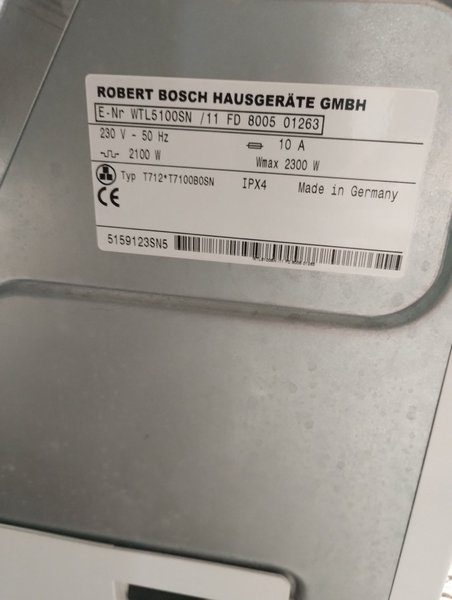 ROBERT BOSCH HAUSGERÄTE GMBH
E-Nr WTL5100SN /11 FD 8005 01263
230 V - 50 Hz 10 A
2100 W Wmax 2300 W
Typ T712*T7100B0SN IPX4 Made in Germany
CE
5159123SN5